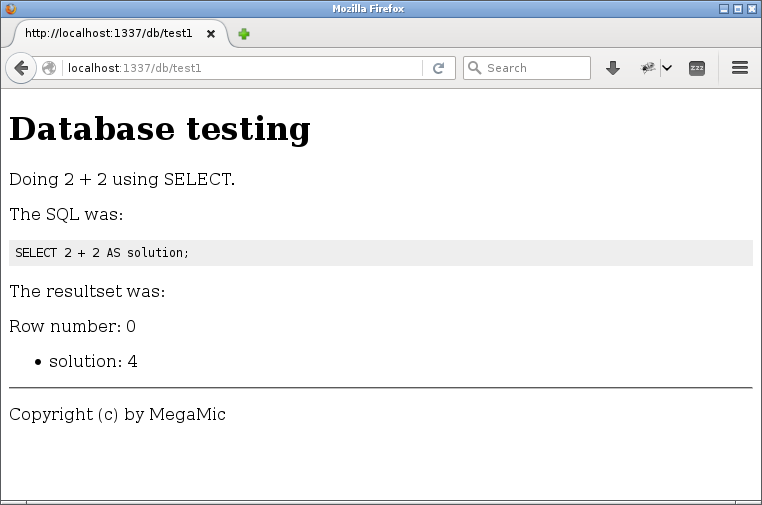 Mozilla Firefox
http://localhost:1337/db/test1
localhost:1337/db/test1
Search
zzz
Database testing
Doing 2 + 2 using SELECT.
The SQL was:
SELECT 2 + 2 AS solution;
The resultset was:
Row number: 0
• solution: 4
Copyright (c) by MegaMic